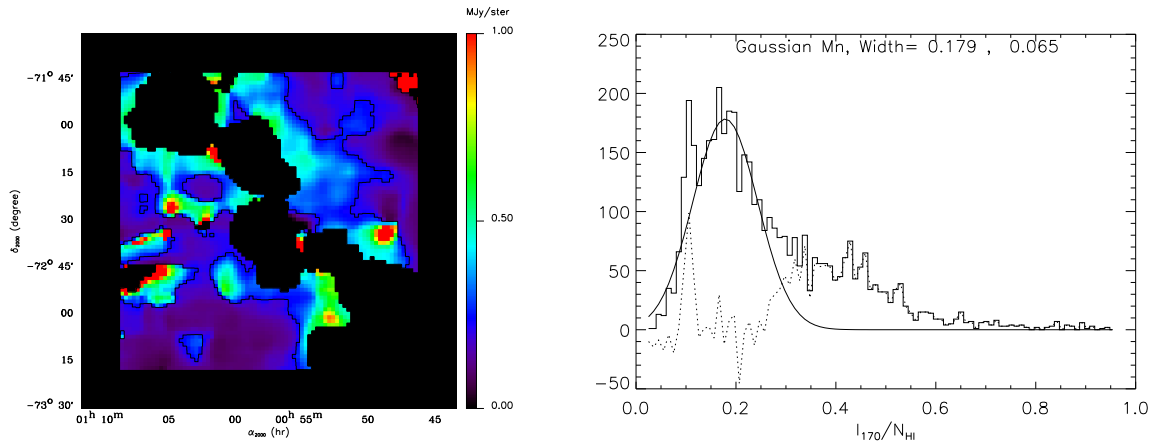 MJy/ster
1.00
0.50
0.00
−71° 45'
00
15
30
−72° 45'
00
15
−73° 30'
δ₂₀₀₀ (degree)
01ʰ 10ᵐ 05 00 00ʰ 55ᵐ 50 45
α₂₀₀₀ (hr)
Gaussian Mn, Width= 0.179 , 0.065
250
200
150
100
50
0
−50
0.0 0.2 0.4 0.6 0.8 1.0
I₁₇₀/N_HI